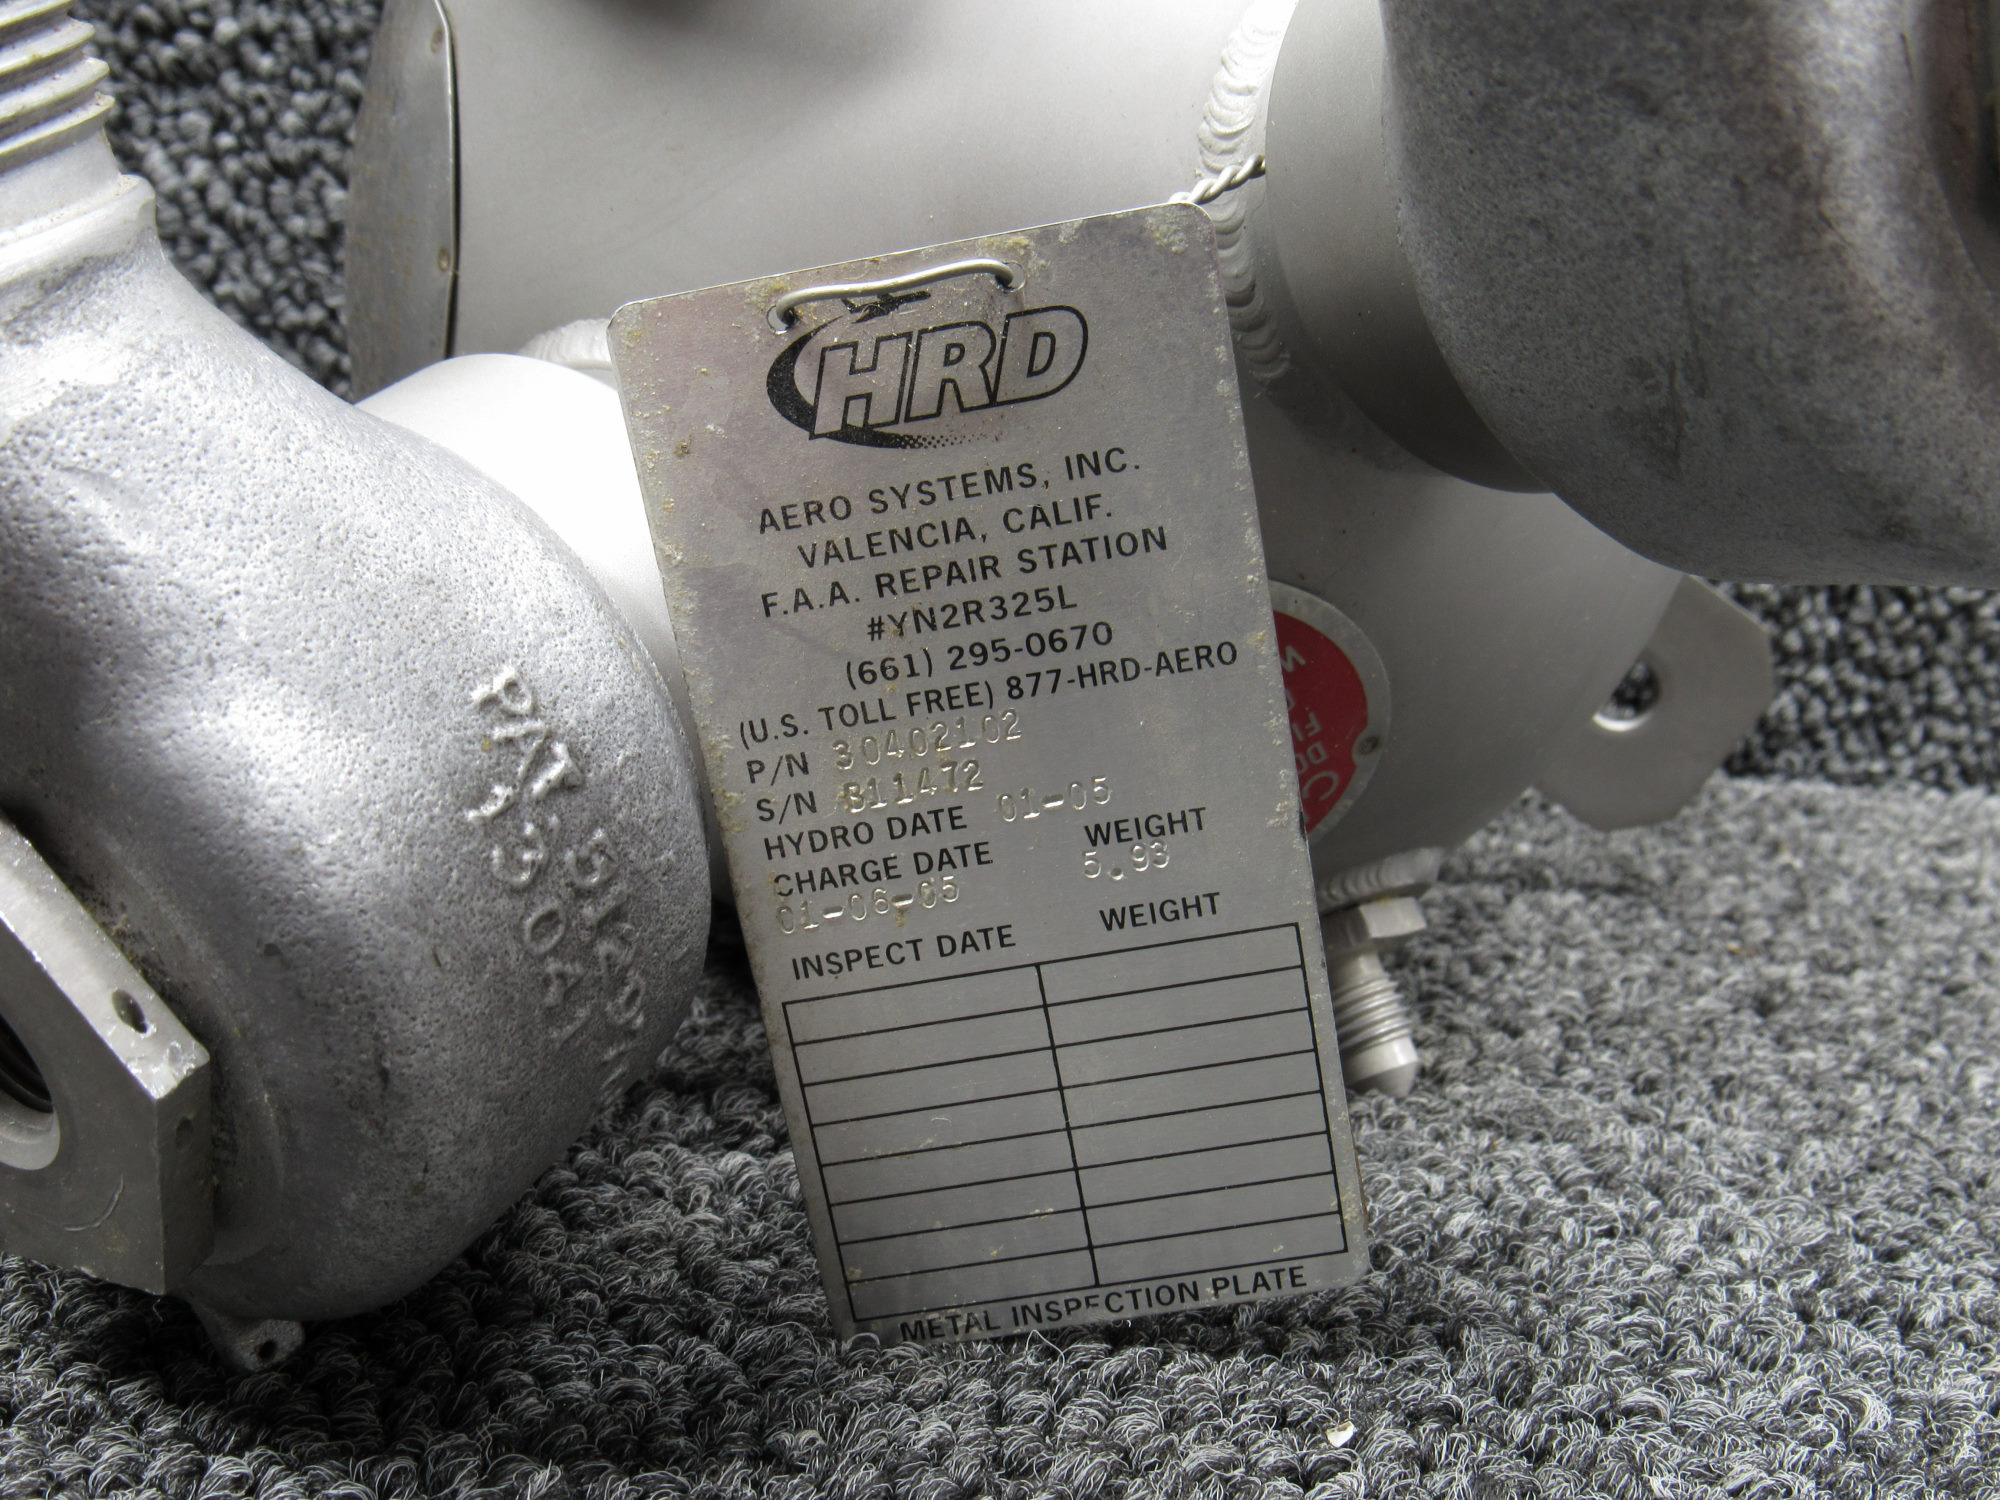 HRD
AERO SYSTEMS, INC.
VALENCIA, CALIF.
F.A.A. REPAIR STATION
#YN2R325L
(661) 295-0670
(U.S. TOLL FREE) 877-HRD-AERO
P/N 30402102
S/N B11472
HYDRO DATE 01-05
CHARGE DATE WEIGHT
01-06-05 5.93
INSPECT DATE WEIGHT
METAL INSPECTION PLATE
PAT.